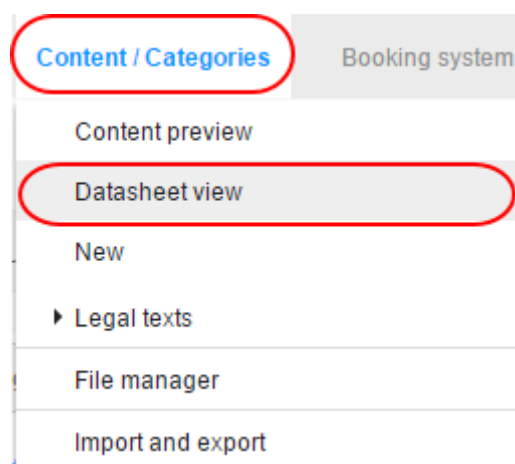 Content / Categories Booking system
Content preview
Datasheet view
New
Legal texts
File manager
Import and export